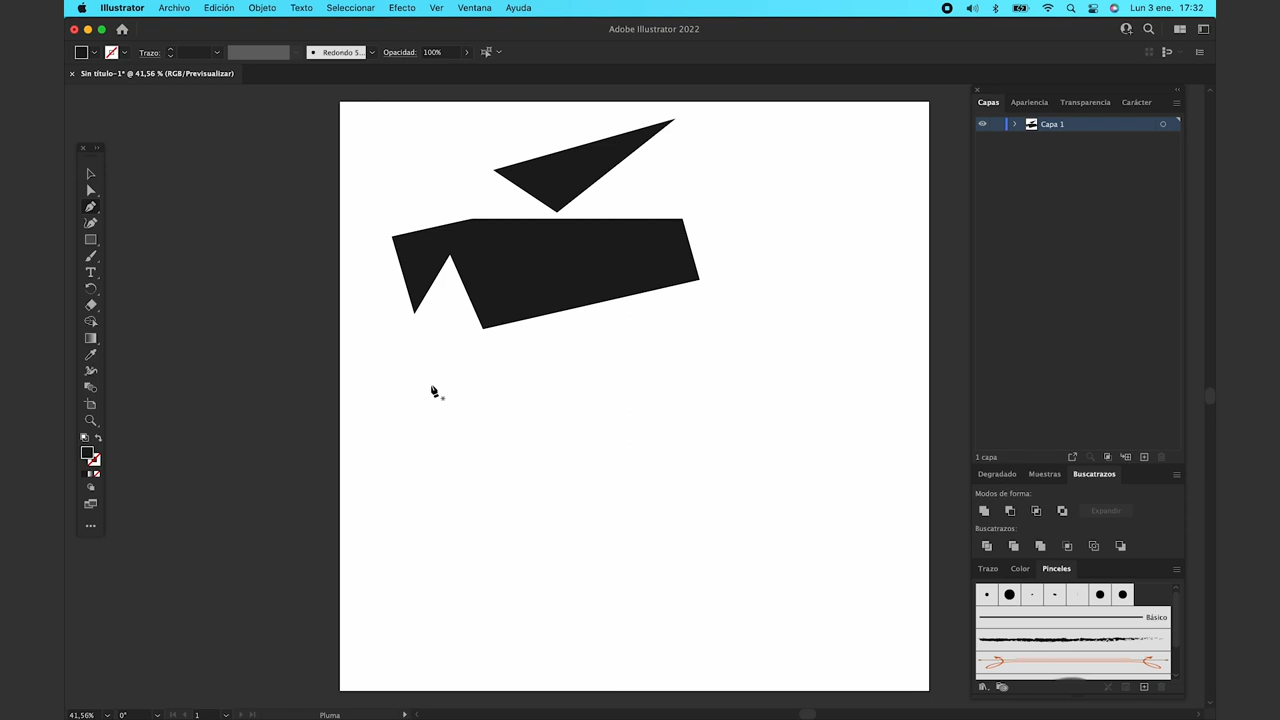 Illustrator Archivo Edición Objeto Texto Seleccionar Efecto Ver Ventana Ayuda Lun 3 ene. 17:32
Adobe Illustrator 2022
Trazo: Redondo 5... Opacidad: 100%
× Sin título-1* @ 41,56 % (RGB/Previsualizar)
Capas Apariencia Transparencia Carácter
Capa 1
1 capa
Degradado Muestras Buscatrazos
Modos de forma:
Expandir
Buscatrazos:
Trazo Color Pinceles
Básico
41,56% 0° 1 Pluma